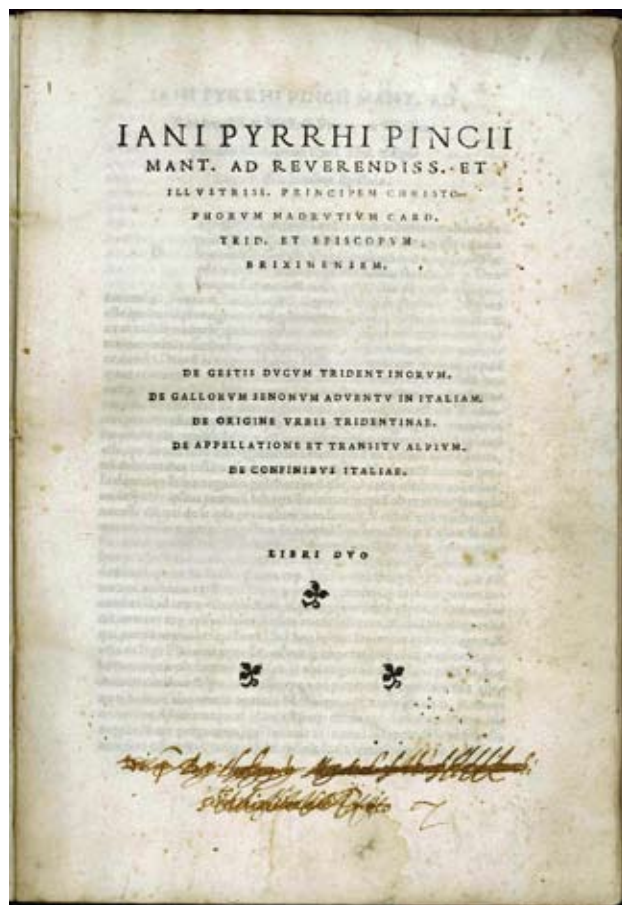 IANI PYRRHI PINCII
MANT. AD REVERENDISS. ET
ILLVSTRISS. PRINCIPEM CHRISTO-
PHORVM MADRVTIVM CARD.
TRID. ET EPISCOPVM
BRIXINENSEM.
DE GESTIS DVCVM TRIDENTINORVM.
DE GALLORVM SENONVM ADVENTV IN ITALIAM.
DE ORIGINE VRBIS TRIDENTINAE.
DE APPELLATIONE ET TRANSITV ALPIVM.
DE CONFINIBVS ITALIAE.
LIBRI DVO